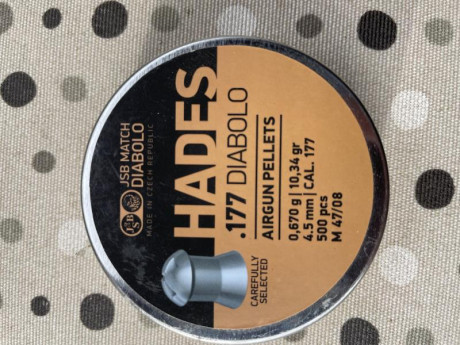 JSB MATCH
DIABOLO
MADE IN CZECH REPUBLIC
JSB
HADES
.177 DIABOLO
AIRGUN PELLETS
0,670 g | 10,34 gr
4.5 mm | CAL. 177
500 pcs
M 47/08
CAREFULLY
SELECTED